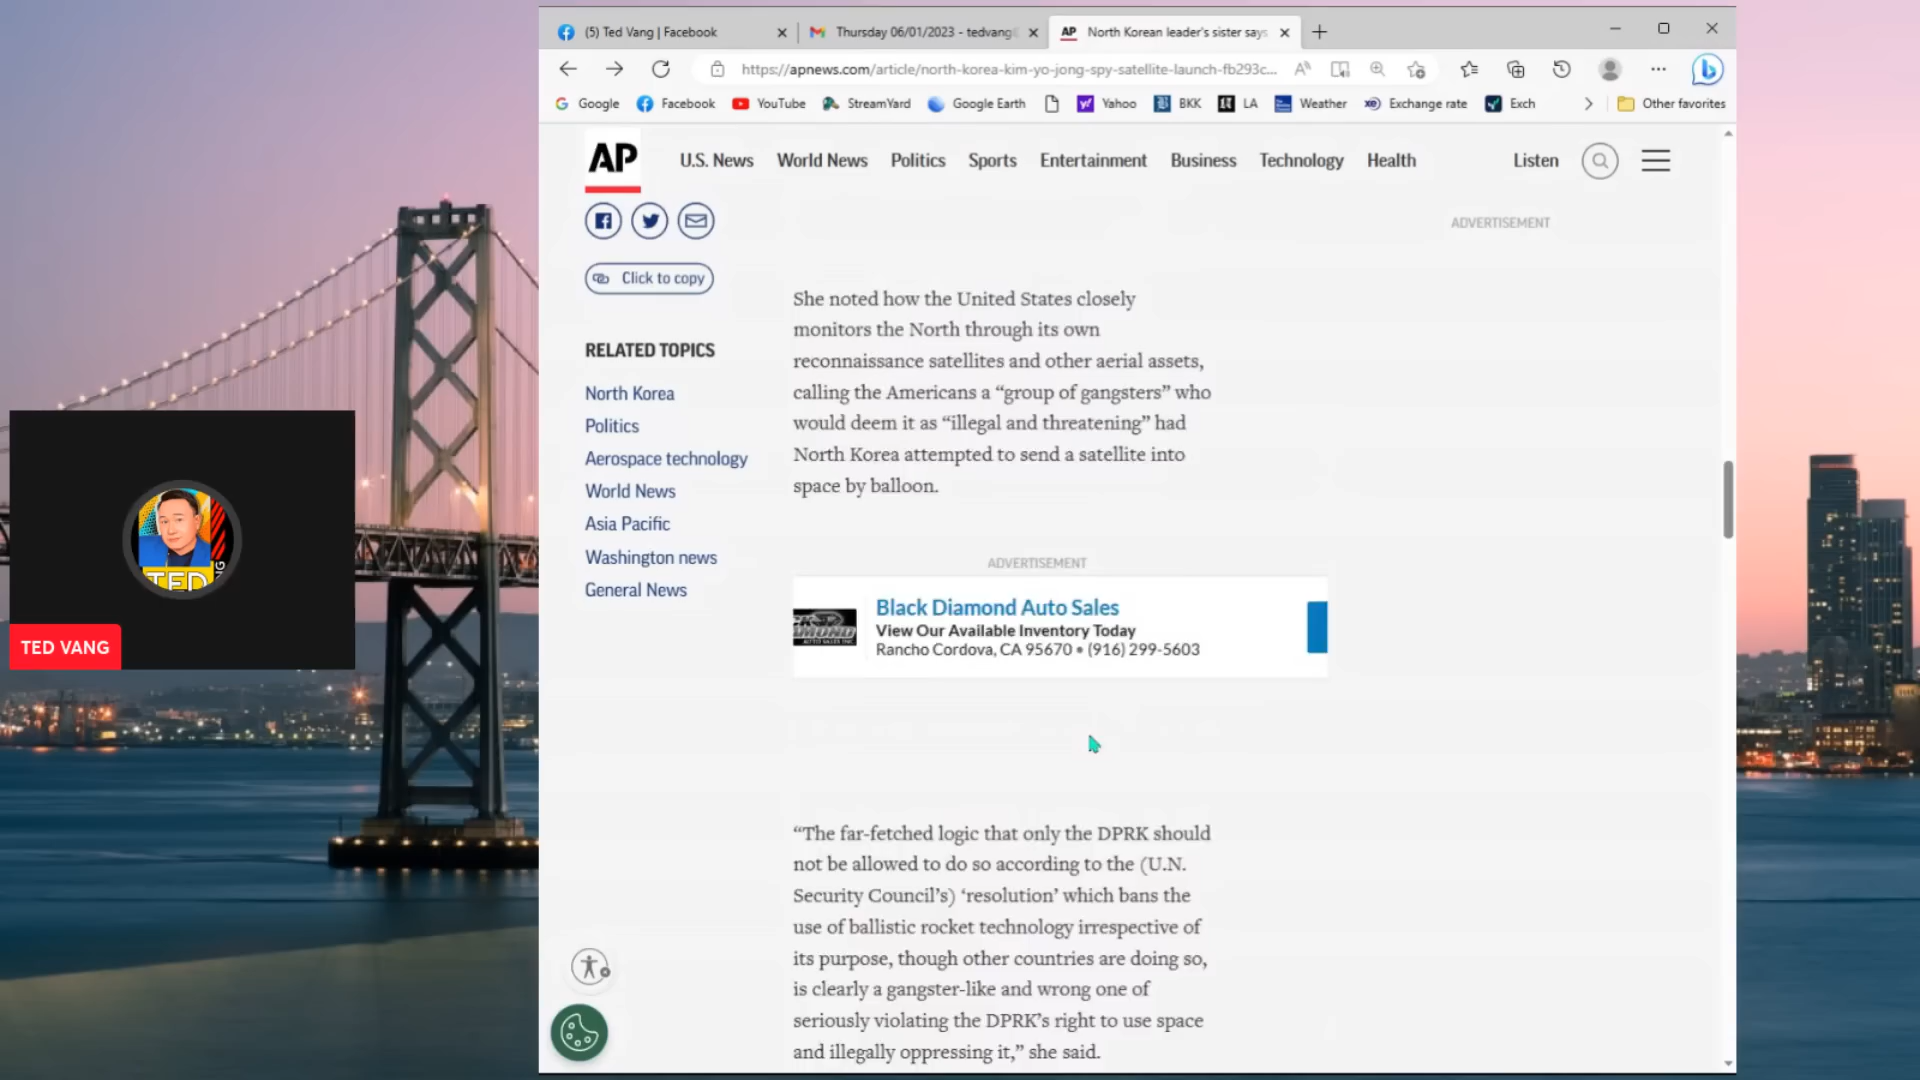 (5) Ted Vang | Facebook
Thursday 06/01/2023 - tedvang
AP North Korean leader's sister says
https://apnews.com/article/north-korea-kim-yo-jong-spy-satellite-launch-fb293c...
Google Facebook YouTube StreamYard Google Earth Yahoo BKK LA Weather Exchange rate Exch Other favorites
AP U.S. News World News Politics Sports Entertainment Business Technology Health Listen
ADVERTISEMENT
Click to copy
RELATED TOPICS
North Korea
Politics
Aerospace technology
World News
Asia Pacific
Washington news
General News
She noted how the United States closely
monitors the North through its own
reconnaissance satellites and other aerial assets,
calling the Americans a “group of gangsters” who
would deem it as “illegal and threatening” had
North Korea attempted to send a satellite into
space by balloon.
ADVERTISEMENT
Black Diamond Auto Sales
View Our Available Inventory Today
Rancho Cordova, CA 95670 • (916) 299-5603
“The far-fetched logic that only the DPRK should
not be allowed to do so according to the (U.N.
Security Council’s) ‘resolution’ which bans the
use of ballistic rocket technology irrespective of
its purpose, though other countries are doing so,
is clearly a gangster-like and wrong one of
seriously violating the DPRK’s right to use space
and illegally oppressing it,” she said.
TED
TED VANG